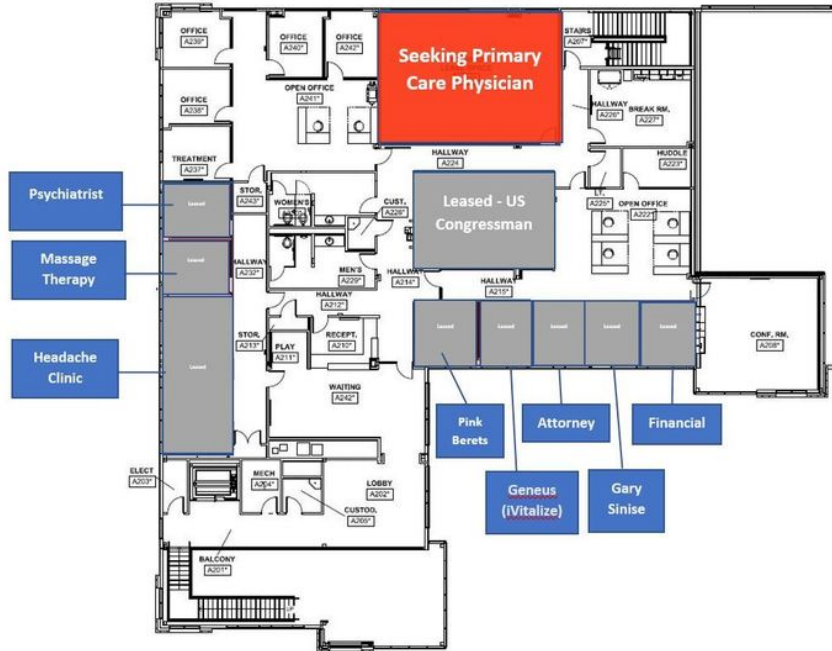 OFFICE
A239"
OFFICE
A240"
OFFICE
A242"
Seeking Primary
Care Physician
STAIRS
A207"
OPEN OFFICE
A241"
OFFICE
A238"
HALLWAY
A226"
BREAK RM.
A227"
TREATMENT
A237"
HALLWAY
A224
HUDDLE
A223"
Psychiatrist
Leased
STOR.
A243"
WOMEN'S
CUST.
A228"
Leased - US
Congressman
LT.
A225"
OPEN OFFICE
A222"
Massage
Therapy
Leased
HALLWAY
A232"
MEN'S
A229"
HALLWAY
A214"
HALLWAY
A215"
HALLWAY
A212"
STOR.
A213"
PLAY
A211"
RECEPT.
A210"
Leased
Leased
Leased
Leased
Leased
CONF. RM.
A208"
Headache
Clinic
Leased
WAITING
A242"
Pink
Berets
Attorney
Financial
Geneus
(iVitalize)
Gary
Sinise
ELECT
A203"
MECH
A204"
LOBBY
A202"
CUSTOD.
A205"
BALCONY
A201"
UP